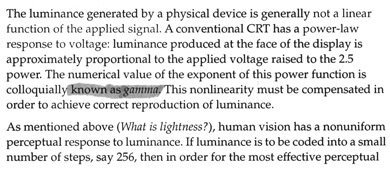 The luminance generated by a physical device is generally not a linear
function of the applied signal. A conventional CRT has a power-law
response to voltage: luminance produced at the face of the display is
approximately proportional to the applied voltage raised to the 2.5
power. The numerical value of the exponent of this power function is
colloquially known as gamma. This nonlinearity must be compensated in
order to achieve correct reproduction of luminance.
As mentioned above (What is lightness?), human vision has a nonuniform
perceptual response to luminance. If luminance is to be coded into a small
number of steps, say 256, then in order for the most effective perceptual